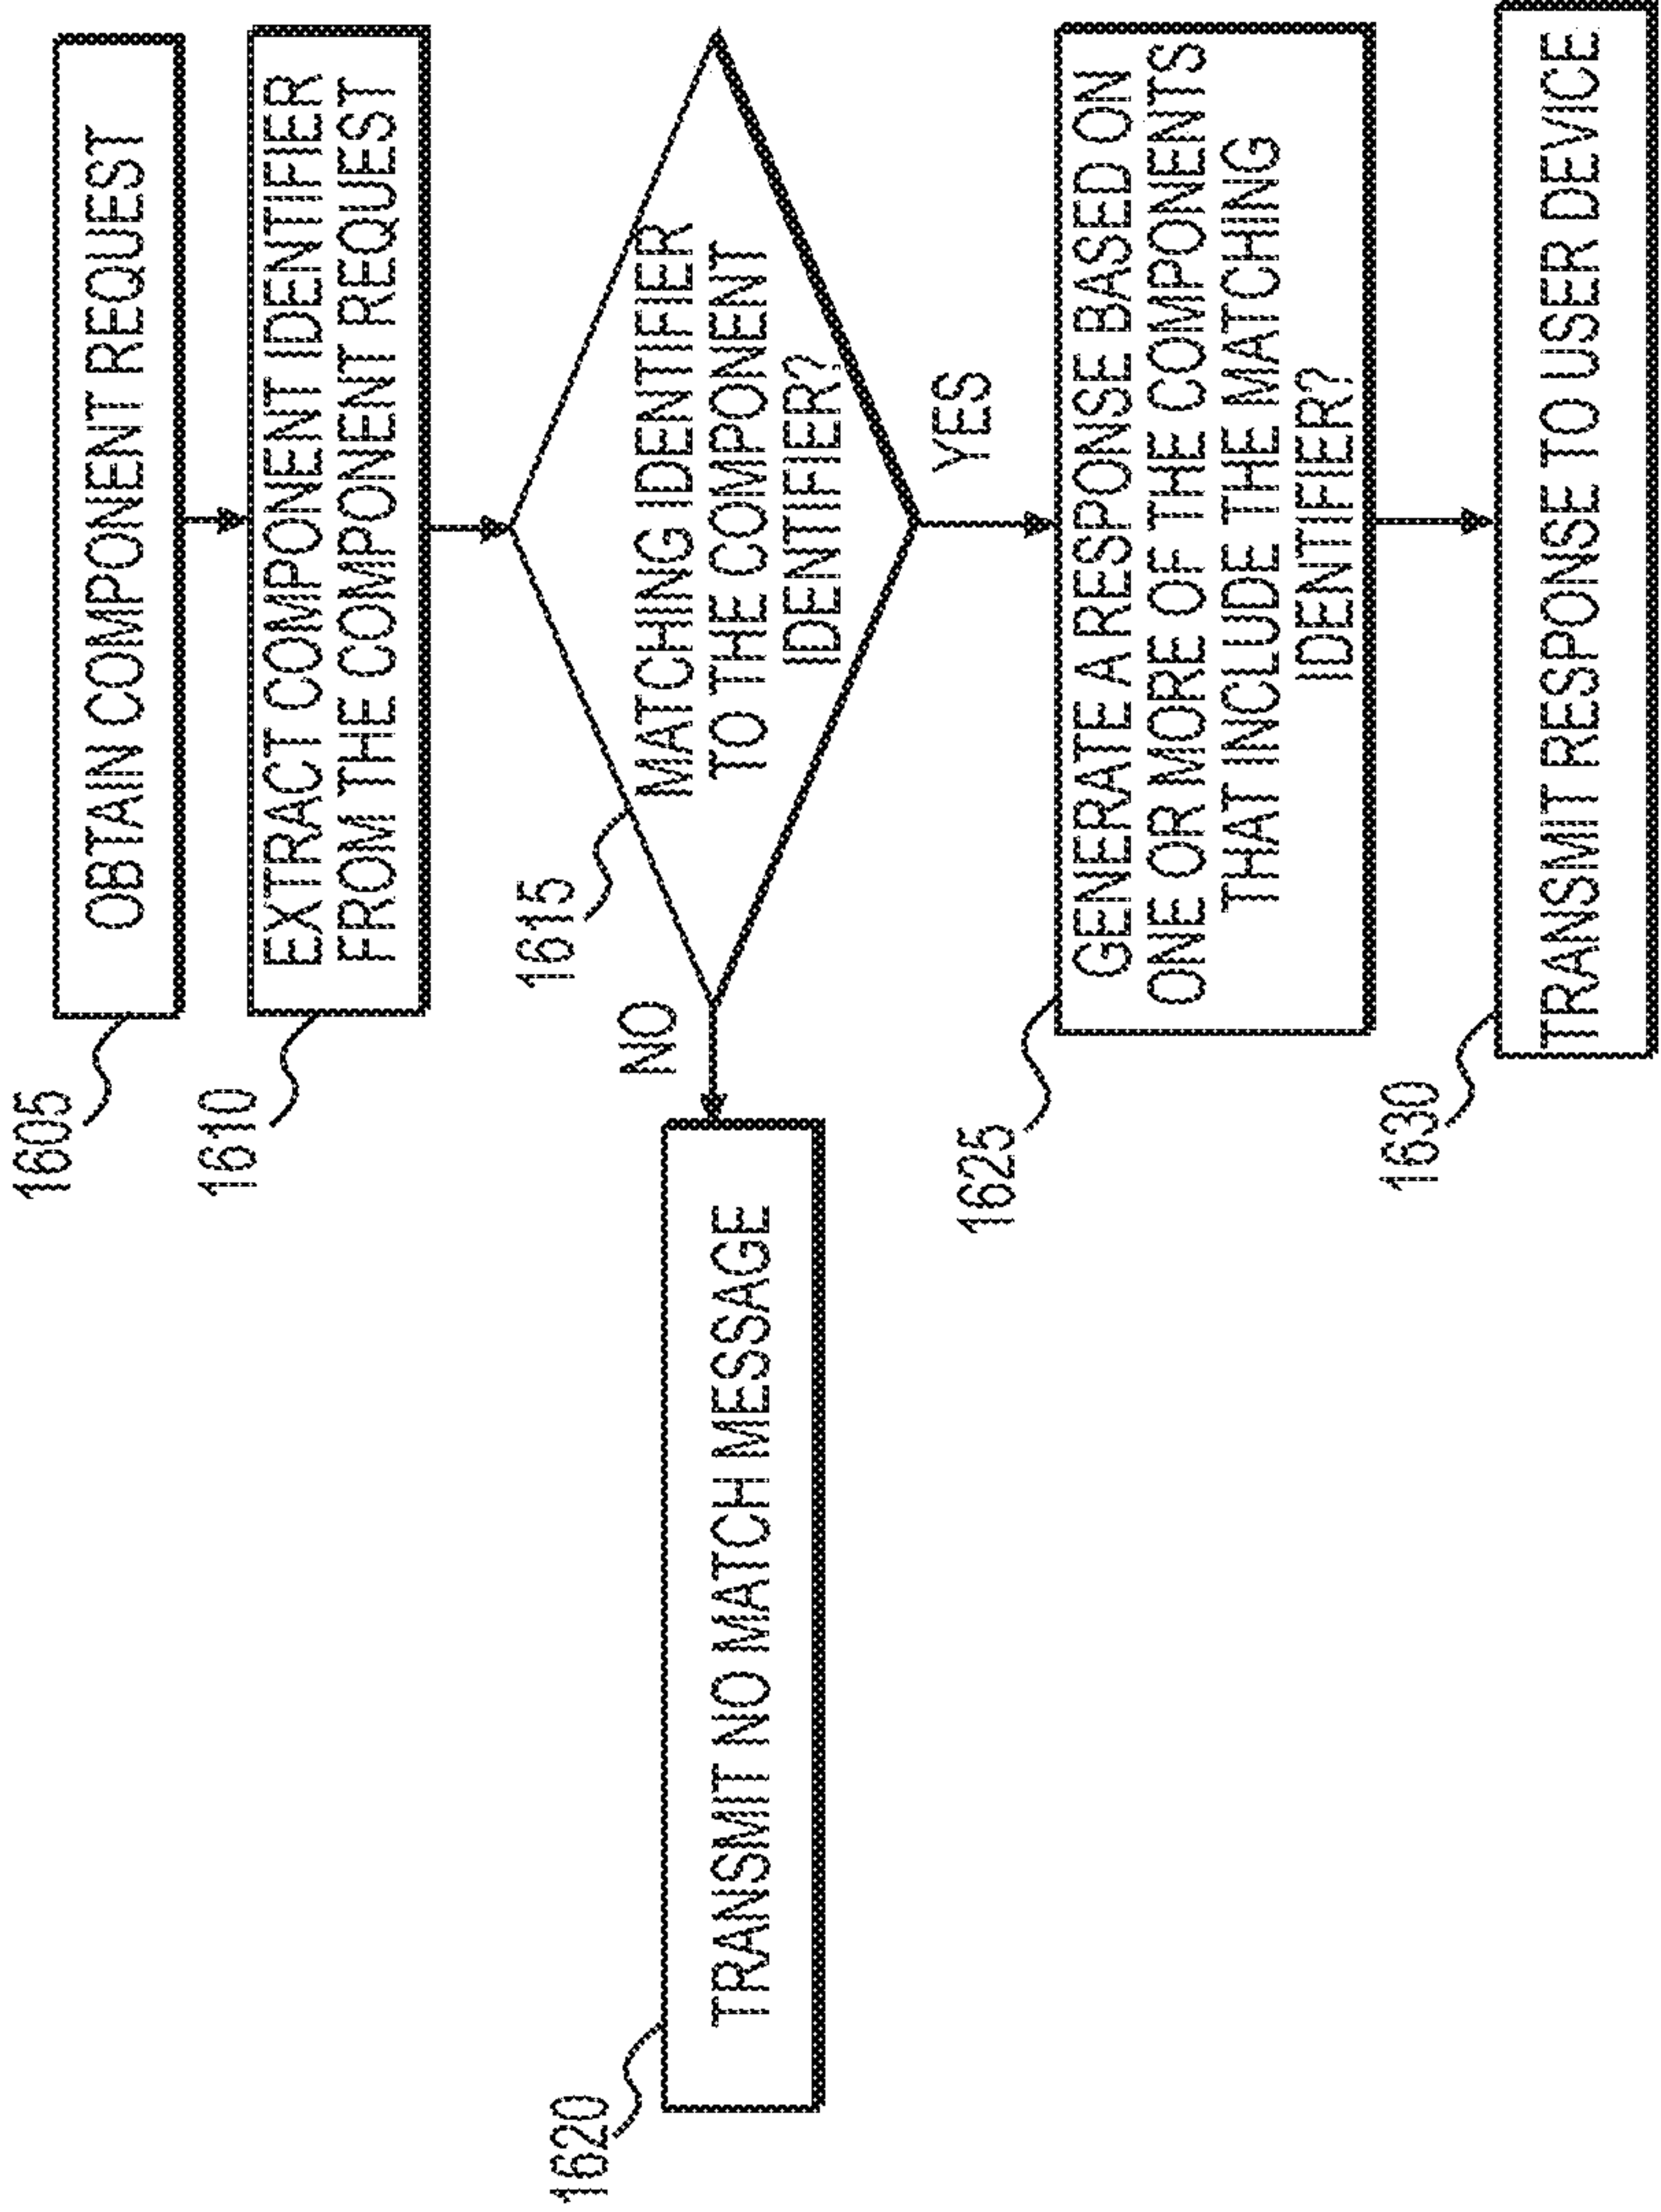 1605
OBTAIN COMPONENT REQUEST
1610
EXTRACT COMPONENT IDENTIFIER
FROM THE COMPONENT REQUEST
1615
MATCHING IDENTIFIER
TO THE COMPONENT
IDENTIFIER?
NO
1620
TRANSMIT NO MATCH MESSAGE
YES
1625
GENERATE A RESPONSE BASED ON
ONE OR MORE OF THE COMPONENTS
THAT INCLUDE THE MATCHING
IDENTIFIER?
1630
TRANSMIT RESPONSE TO USER DEVICE